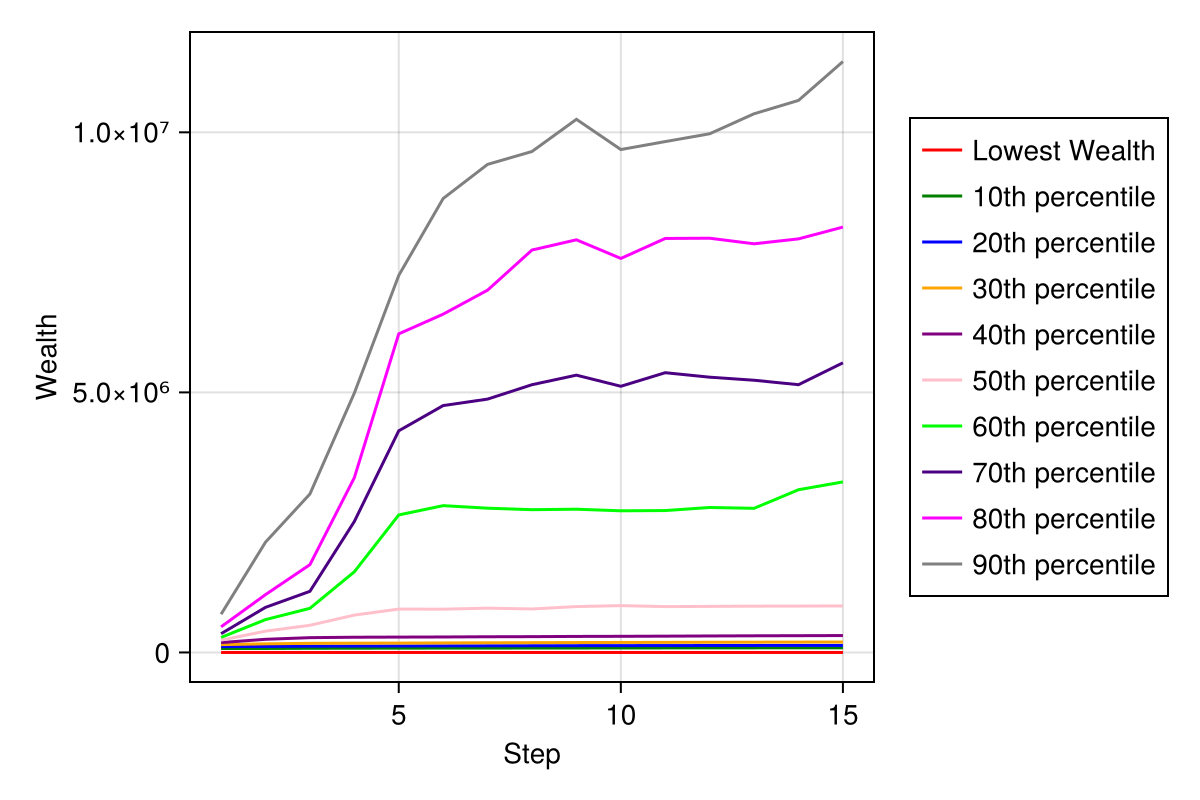 Wealth
1.0×10⁷
5.0×10⁶
0
5
10
15
Step
Lowest Wealth
10th percentile
20th percentile
30th percentile
40th percentile
50th percentile
60th percentile
70th percentile
80th percentile
90th percentile